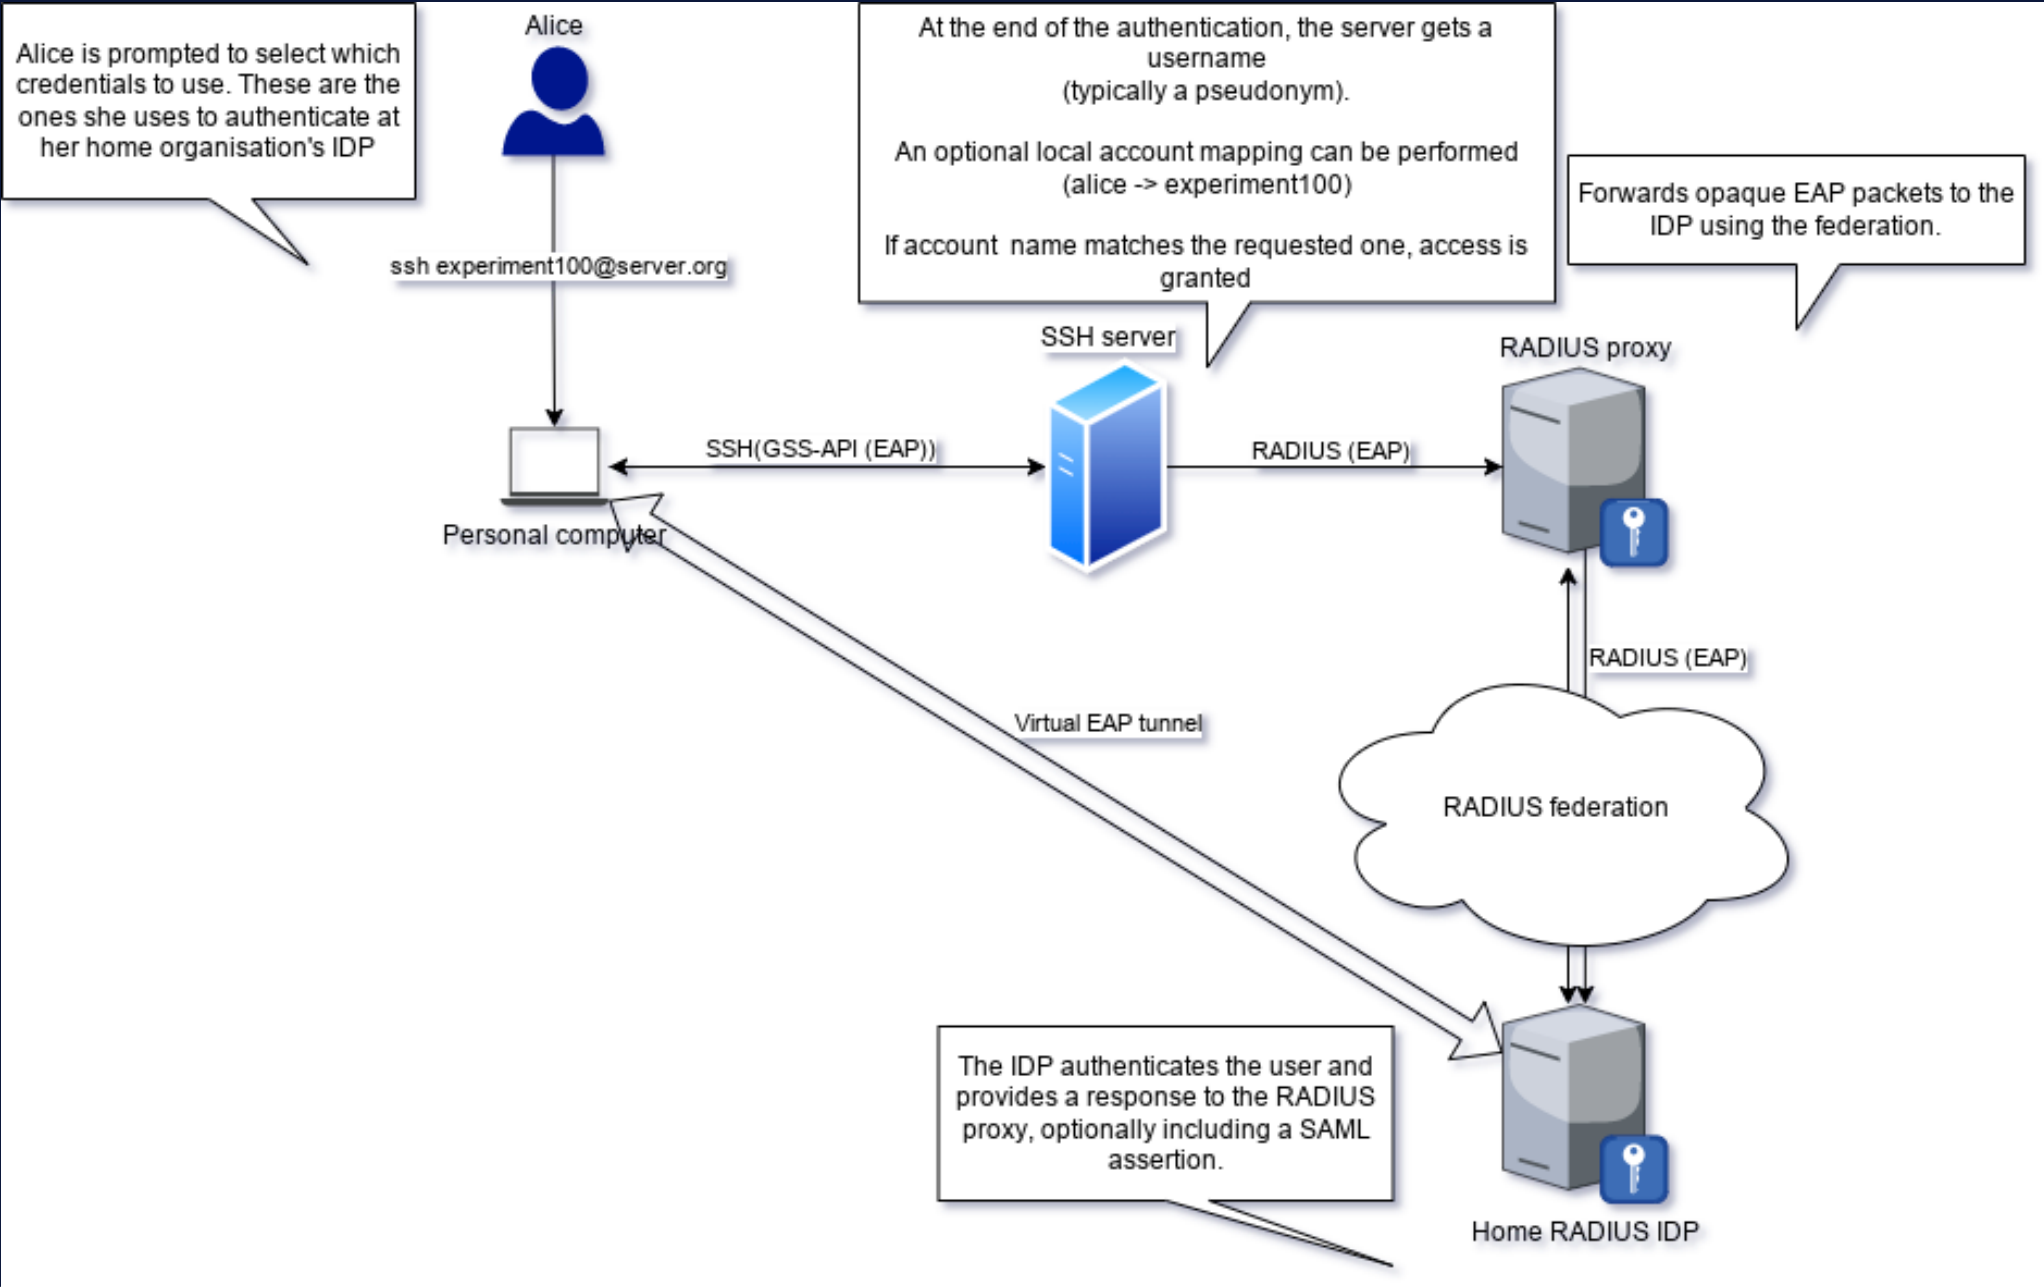 Alice is prompted to select which
credentials to use. These are the
ones she uses to authenticate at
her home organisation's IDP
Alice
At the end of the authentication, the server gets a
username
(typically a pseudonym).
An optional local account mapping can be performed
(alice -> experiment100)
If account  name matches the requested one, access is
granted
Forwards opaque EAP packets to the
IDP using the federation.
ssh experiment100@server.org
SSH server
RADIUS proxy
SSH(GSS-API (EAP))
RADIUS (EAP)
Personal computer
RADIUS (EAP)
Virtual EAP tunnel
RADIUS federation
The IDP authenticates the user and
provides a response to the RADIUS
proxy, optionally including a SAML
assertion.
Home RADIUS IDP